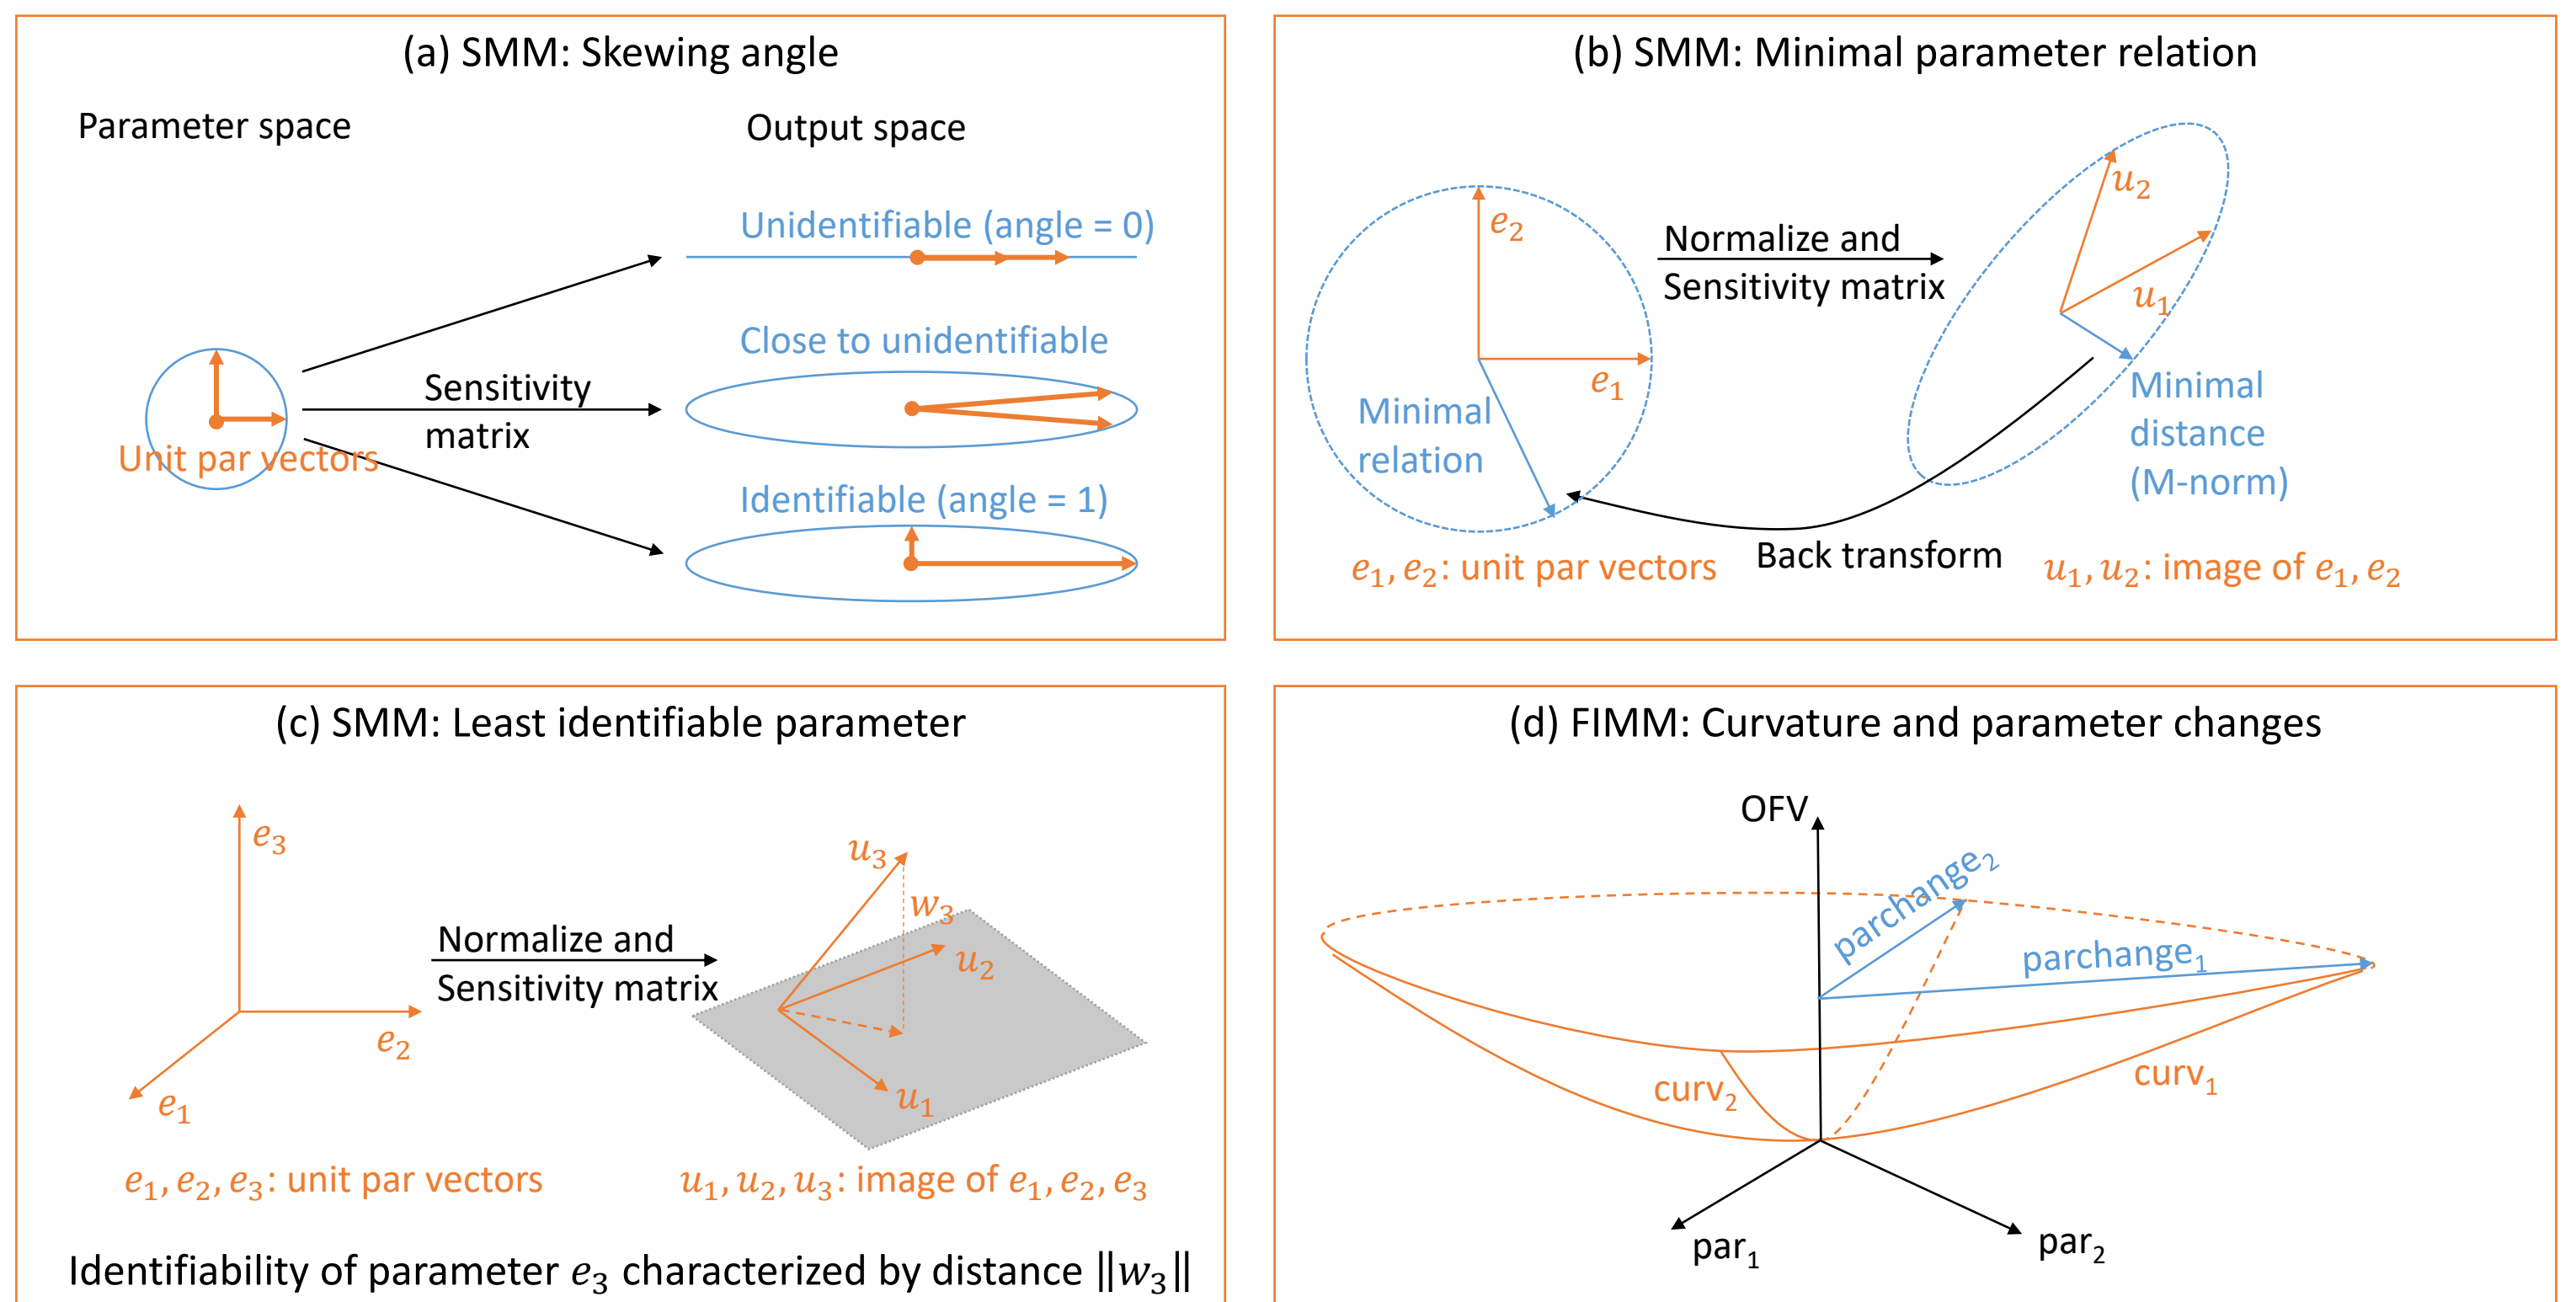 (a) SMM: Skewing angle
Parameter space
Output space
Unidentifiable (angle = 0)
Close to unidentifiable
Sensitivity
matrix
Unit par vectors
Identifiable (angle = 1)
(b) SMM: Minimal parameter relation
e₂
e₁
Minimal
relation
Normalize and
Sensitivity matrix
u₂
u₁
Minimal
distance
(M-norm)
Back transform
e₁, e₂: unit par vectors
u₁, u₂: image of e₁, e₂
(c) SMM: Least identifiable parameter
e₃
e₂
e₁
Normalize and
Sensitivity matrix
u₃
w₃
u₂
u₁
e₁, e₂, e₃: unit par vectors
u₁, u₂, u₃: image of e₁, e₂, e₃
Identifiability of parameter e₃ characterized by distance ‖w₃‖
(d) FIMM: Curvature and parameter changes
OFV
parchange₂
parchange₁
curv₂
curv₁
par₁
par₂